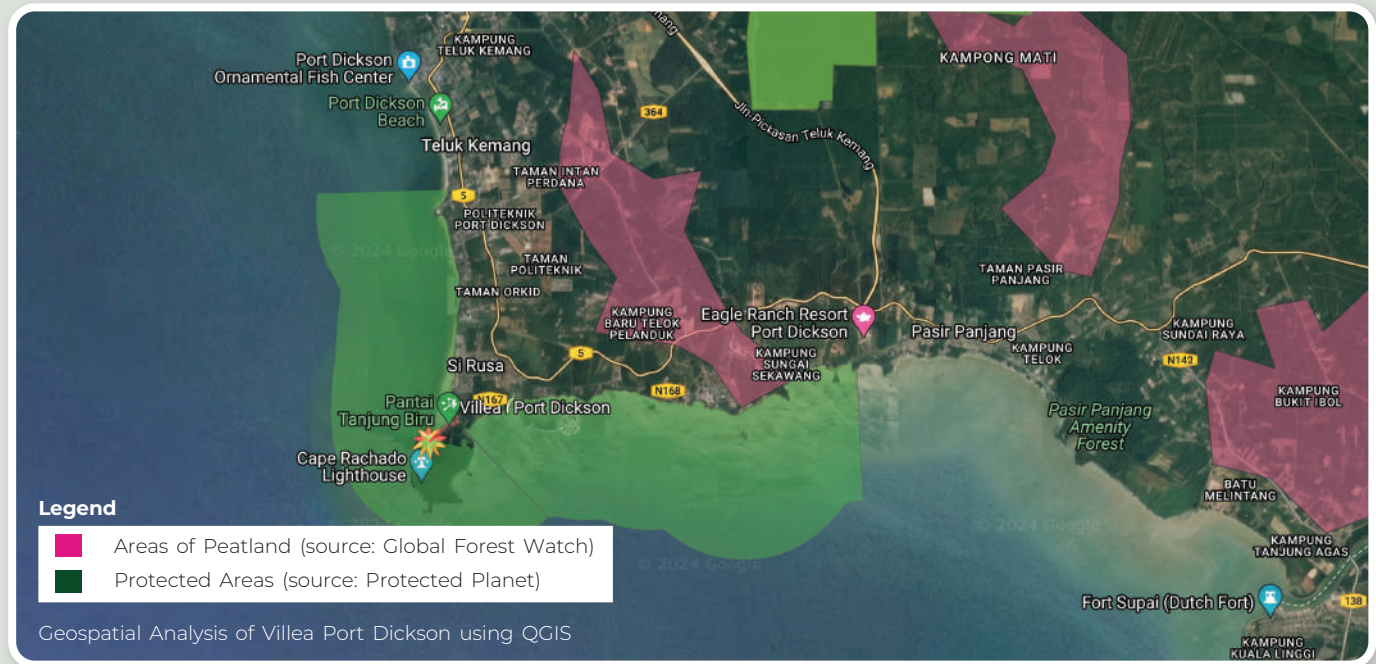 mang
KAMPUNG
TELUK KEMANG
Port Dickson
Ornamental Fish Center
KAMPONG MATI
Port Dickson
Beach
364
Jln-Pickasan Teluk Kemang
Teluk Kemang
TAMAN INTAN
PERDANA
5
POLITEKNIK
PORT DICKSON
© 2024 Google
TAMAN
POLITEKNIK
TAMAN PASIR
PANJANG
TAMAN ORKID
KAMPUNG
BARU TELOK
PELANDUK
Eagle Ranch Resort
Port Dickson
Pasir Panjang
KAMPUNG
SUNDAI RAYA
KAMPUNG
TELOK
5
KAMPUNG
SUNGAI
SEKAWANG
N142
Si Rusa
N168
KAMPUNG
BUKIT IBOL
Pantai
Tanjung Biru
N167
Villea Port Dickson
Pasir Panjang
Amenity
Forest
Cape Rachado
Lighthouse
BATU
MELINTANG
© 2024 Google
© 2024 Google
KAMPUNG
TANJUNG AGAS
Fort Supai (Dutch Fort)
138
KAMPUNG
KUALA LINGGI
Legend
Areas of Peatland (source: Global Forest Watch)
Protected Areas (source: Protected Planet)
Geospatial Analysis of Villea Port Dickson using QGIS